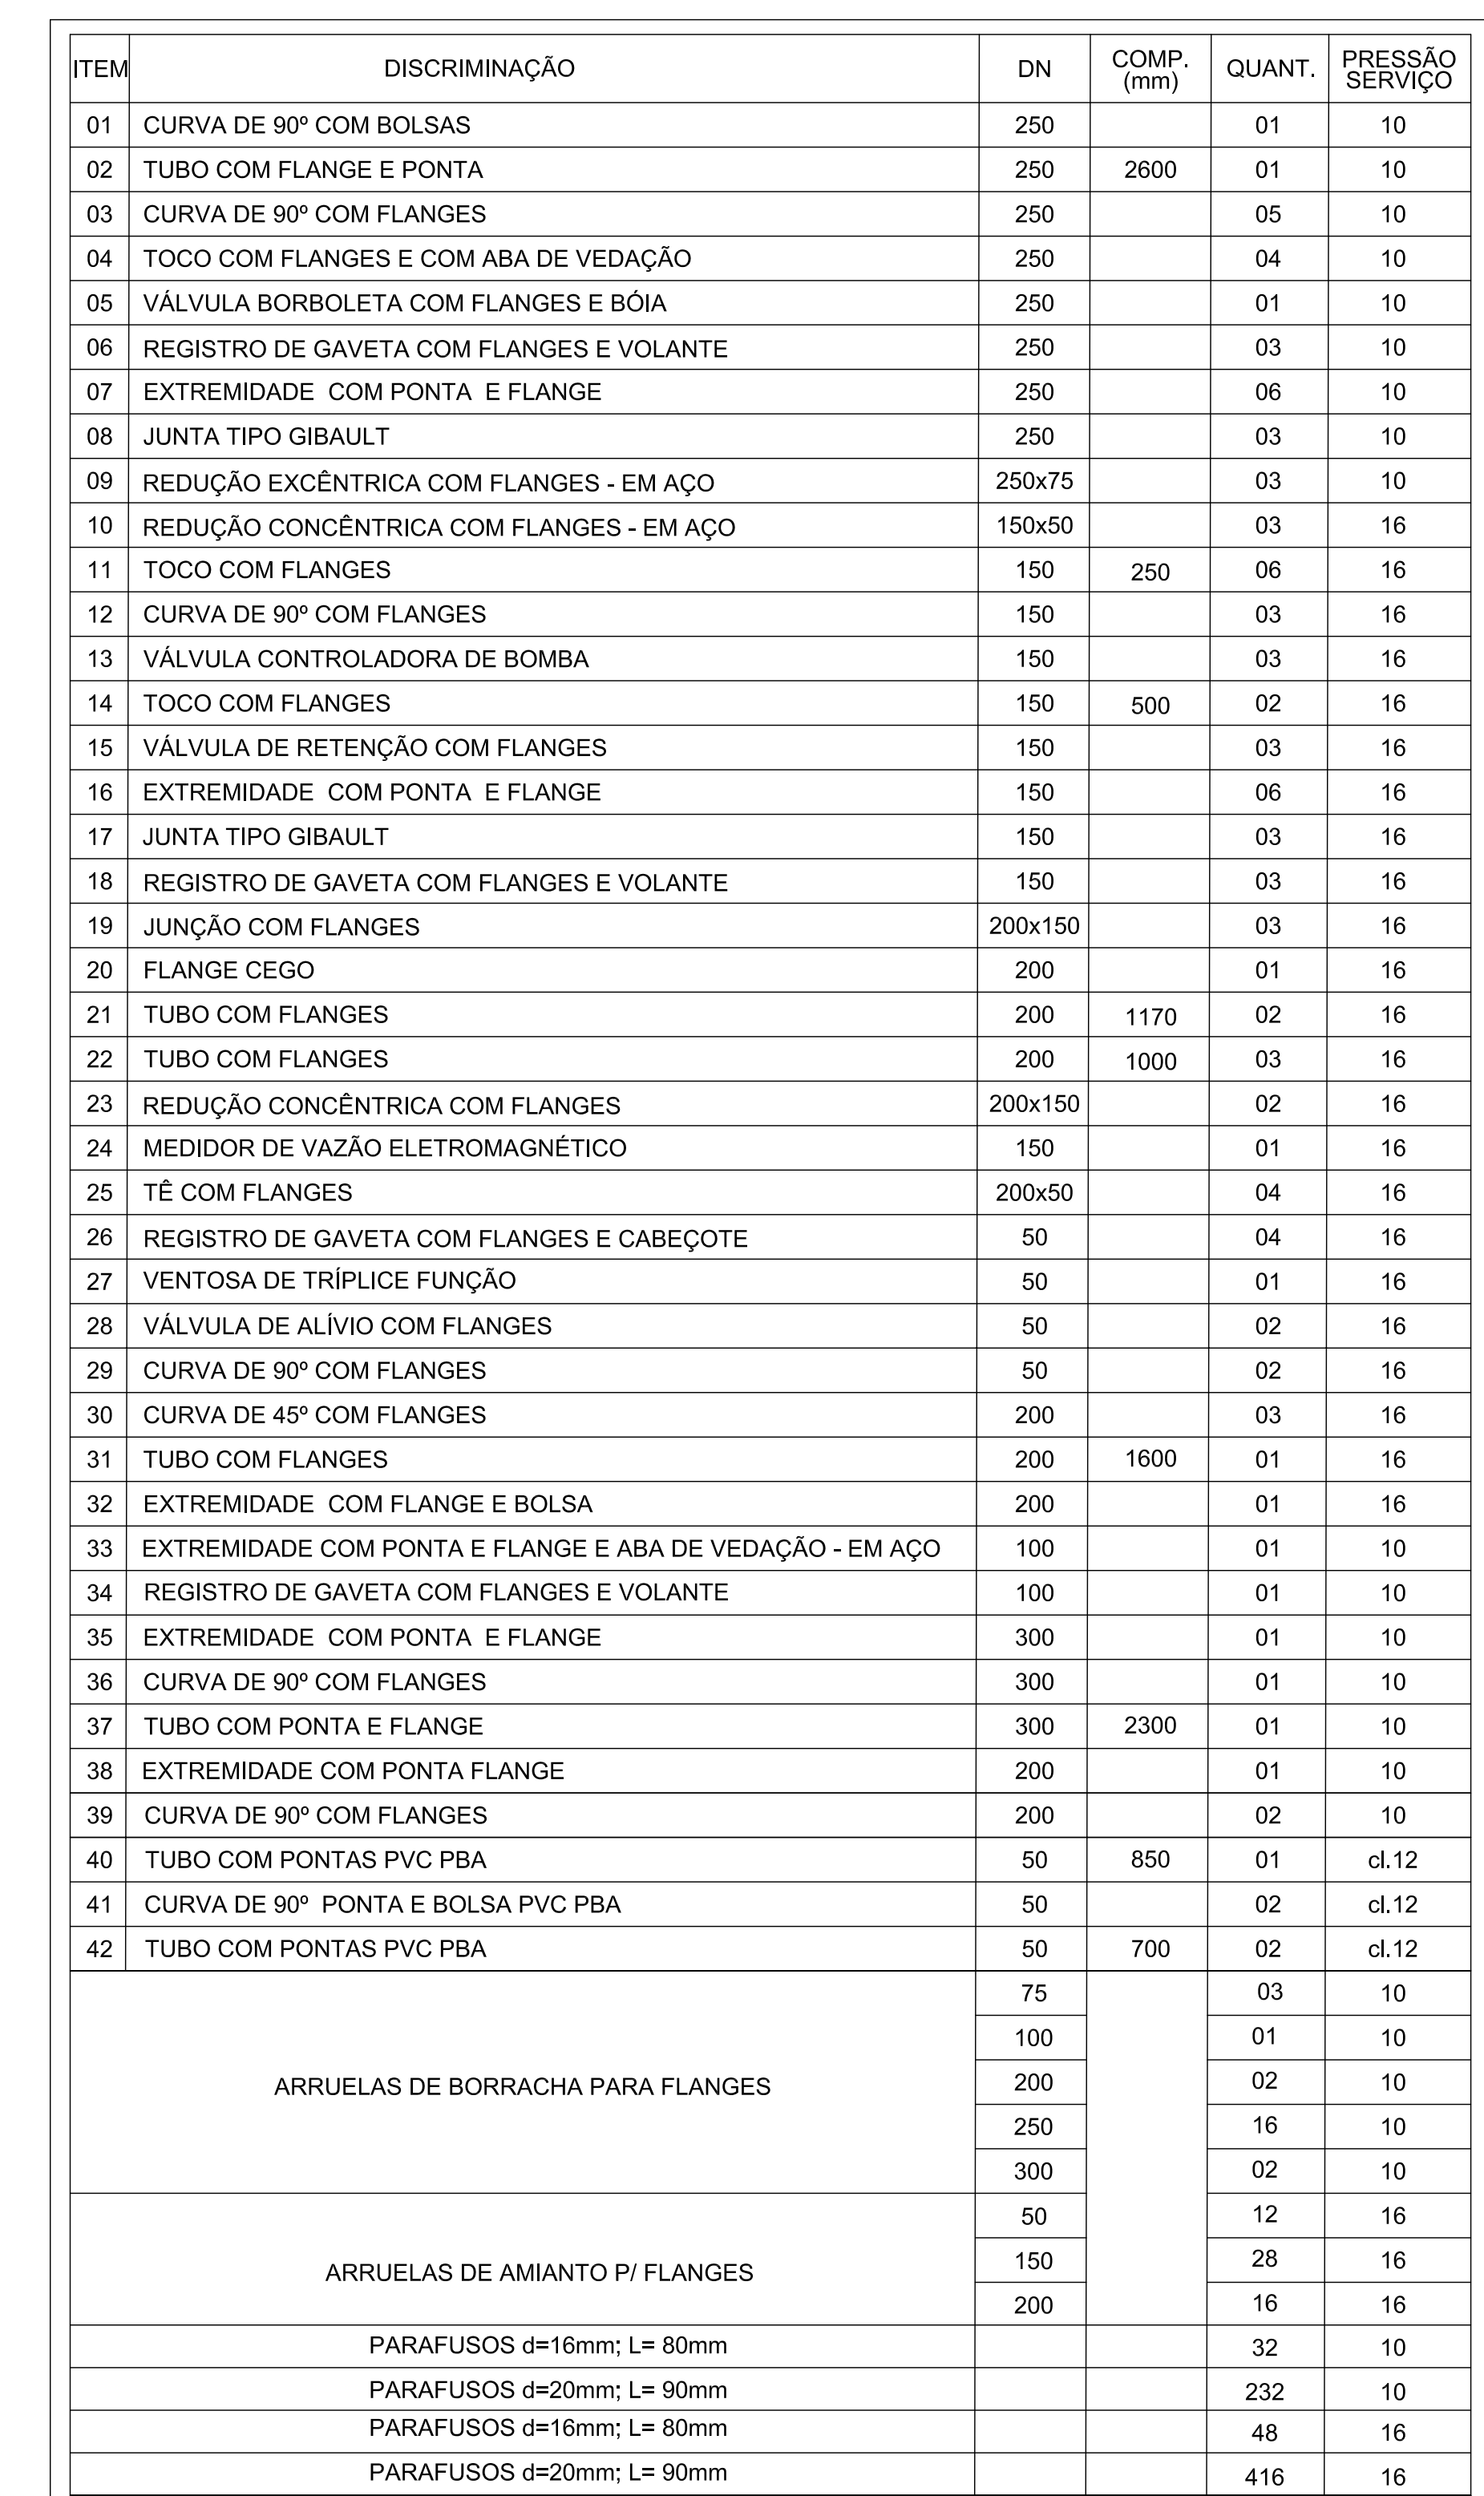 ITEM DISCRIMINAÇÃO DN COMP. (mm) QUANT. PRESSÃO SERVIÇO
01 CURVA DE 90º COM BOLSAS 250 01 10
02 TUBO COM FLANGE E PONTA 250 2600 01 10
03 CURVA DE 90º COM FLANGES 250 05 10
04 TOCO COM FLANGES E COM ABA DE VEDAÇÃO 250 04 10
05 VÁLVULA BORBOLETA COM FLANGES E BÓIA 250 01 10
06 REGISTRO DE GAVETA COM FLANGES E VOLANTE 250 03 10
07 EXTREMIDADE COM PONTA E FLANGE 250 06 10
08 JUNTA TIPO GIBAULT 250 03 10
09 REDUÇÃO EXCÊNTRICA COM FLANGES - EM AÇO 250x75 03 10
10 REDUÇÃO CONCÊNTRICA COM FLANGES - EM AÇO 150x50 03 16
11 TOCO COM FLANGES 150 250 06 16
12 CURVA DE 90º COM FLANGES 150 03 16
13 VÁLVULA CONTROLADORA DE BOMBA 150 03 16
14 TOCO COM FLANGES 150 500 02 16
15 VÁLVULA DE RETENÇÃO COM FLANGES 150 03 16
16 EXTREMIDADE COM PONTA E FLANGE 150 06 16
17 JUNTA TIPO GIBAULT 150 03 16
18 REGISTRO DE GAVETA COM FLANGES E VOLANTE 150 03 16
19 JUNÇÃO COM FLANGES 200x150 03 16
20 FLANGE CEGO 200 01 16
21 TUBO COM FLANGES 200 1170 02 16
22 TUBO COM FLANGES 200 1000 03 16
23 REDUÇÃO CONCÊNTRICA COM FLANGES 200x150 02 16
24 MEDIDOR DE VAZÃO ELETROMAGNÉTICO 150 01 16
25 TÊ COM FLANGES 200x50 04 16
26 REGISTRO DE GAVETA COM FLANGES E CABEÇOTE 50 04 16
27 VENTOSA DE TRÍPLICE FUNÇÃO 50 01 16
28 VÁLVULA DE ALÍVIO COM FLANGES 50 02 16
29 CURVA DE 90º COM FLANGES 50 02 16
30 CURVA DE 45º COM FLANGES 200 03 16
31 TUBO COM FLANGES 200 1600 01 16
32 EXTREMIDADE COM FLANGE E BOLSA 200 01 16
33 EXTREMIDADE COM PONTA E FLANGE E ABA DE VEDAÇÃO - EM AÇO 100 01 10
34 REGISTRO DE GAVETA COM FLANGES E VOLANTE 100 01 10
35 EXTREMIDADE COM PONTA E FLANGE 300 01 10
36 CURVA DE 90º COM FLANGES 300 01 10
37 TUBO COM PONTA E FLANGE 300 2300 01 10
38 EXTREMIDADE COM PONTA FLANGE 200 01 10
39 CURVA DE 90º COM FLANGES 200 02 10
40 TUBO COM PONTAS PVC PBA 50 850 01 cl.12
41 CURVA DE 90º PONTA E BOLSA PVC PBA 50 02 cl.12
42 TUBO COM PONTAS PVC PBA 50 700 02 cl.12
ARRUELAS DE BORRACHA PARA FLANGES
75 03 10
100 01 10
200 02 10
250 16 10
300 02 10
ARRUELAS DE AMIANTO P/ FLANGES
50 12 16
150 28 16
200 16 16
PARAFUSOS d=16mm; L= 80mm 32 10
PARAFUSOS d=20mm; L= 90mm 232 10
PARAFUSOS d=16mm; L= 80mm 48 16
PARAFUSOS d=20mm; L= 90mm 416 16